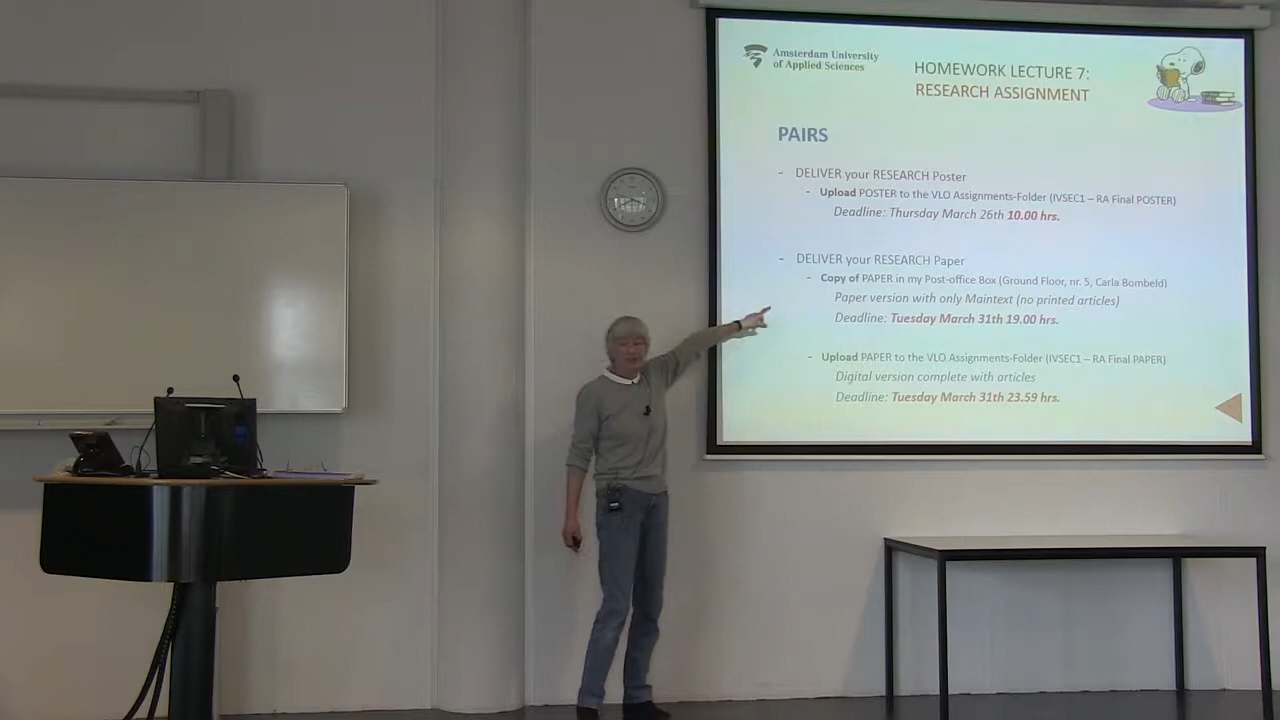 Amsterdam University
of Applied Sciences
HOMEWORK LECTURE 7:
RESEARCH ASSIGNMENT
PAIRS
- DELIVER your RESEARCH Poster
- Upload POSTER to the VLO Assignments-Folder (IVSEC1 – RA Final POSTER)
Deadline: Thursday March 26th 10.00 hrs.
- DELIVER your RESEARCH Paper
- Copy of PAPER in my Post-office Box (Ground Floor, nr. 5, Carla Bombeld)
Paper version with only Maintext (no printed articles)
Deadline: Tuesday March 31th 19.00 hrs.
- Upload PAPER to the VLO Assignments-Folder (IVSEC1 – RA Final PAPER)
Digital version complete with articles
Deadline: Tuesday March 31th 23.59 hrs.